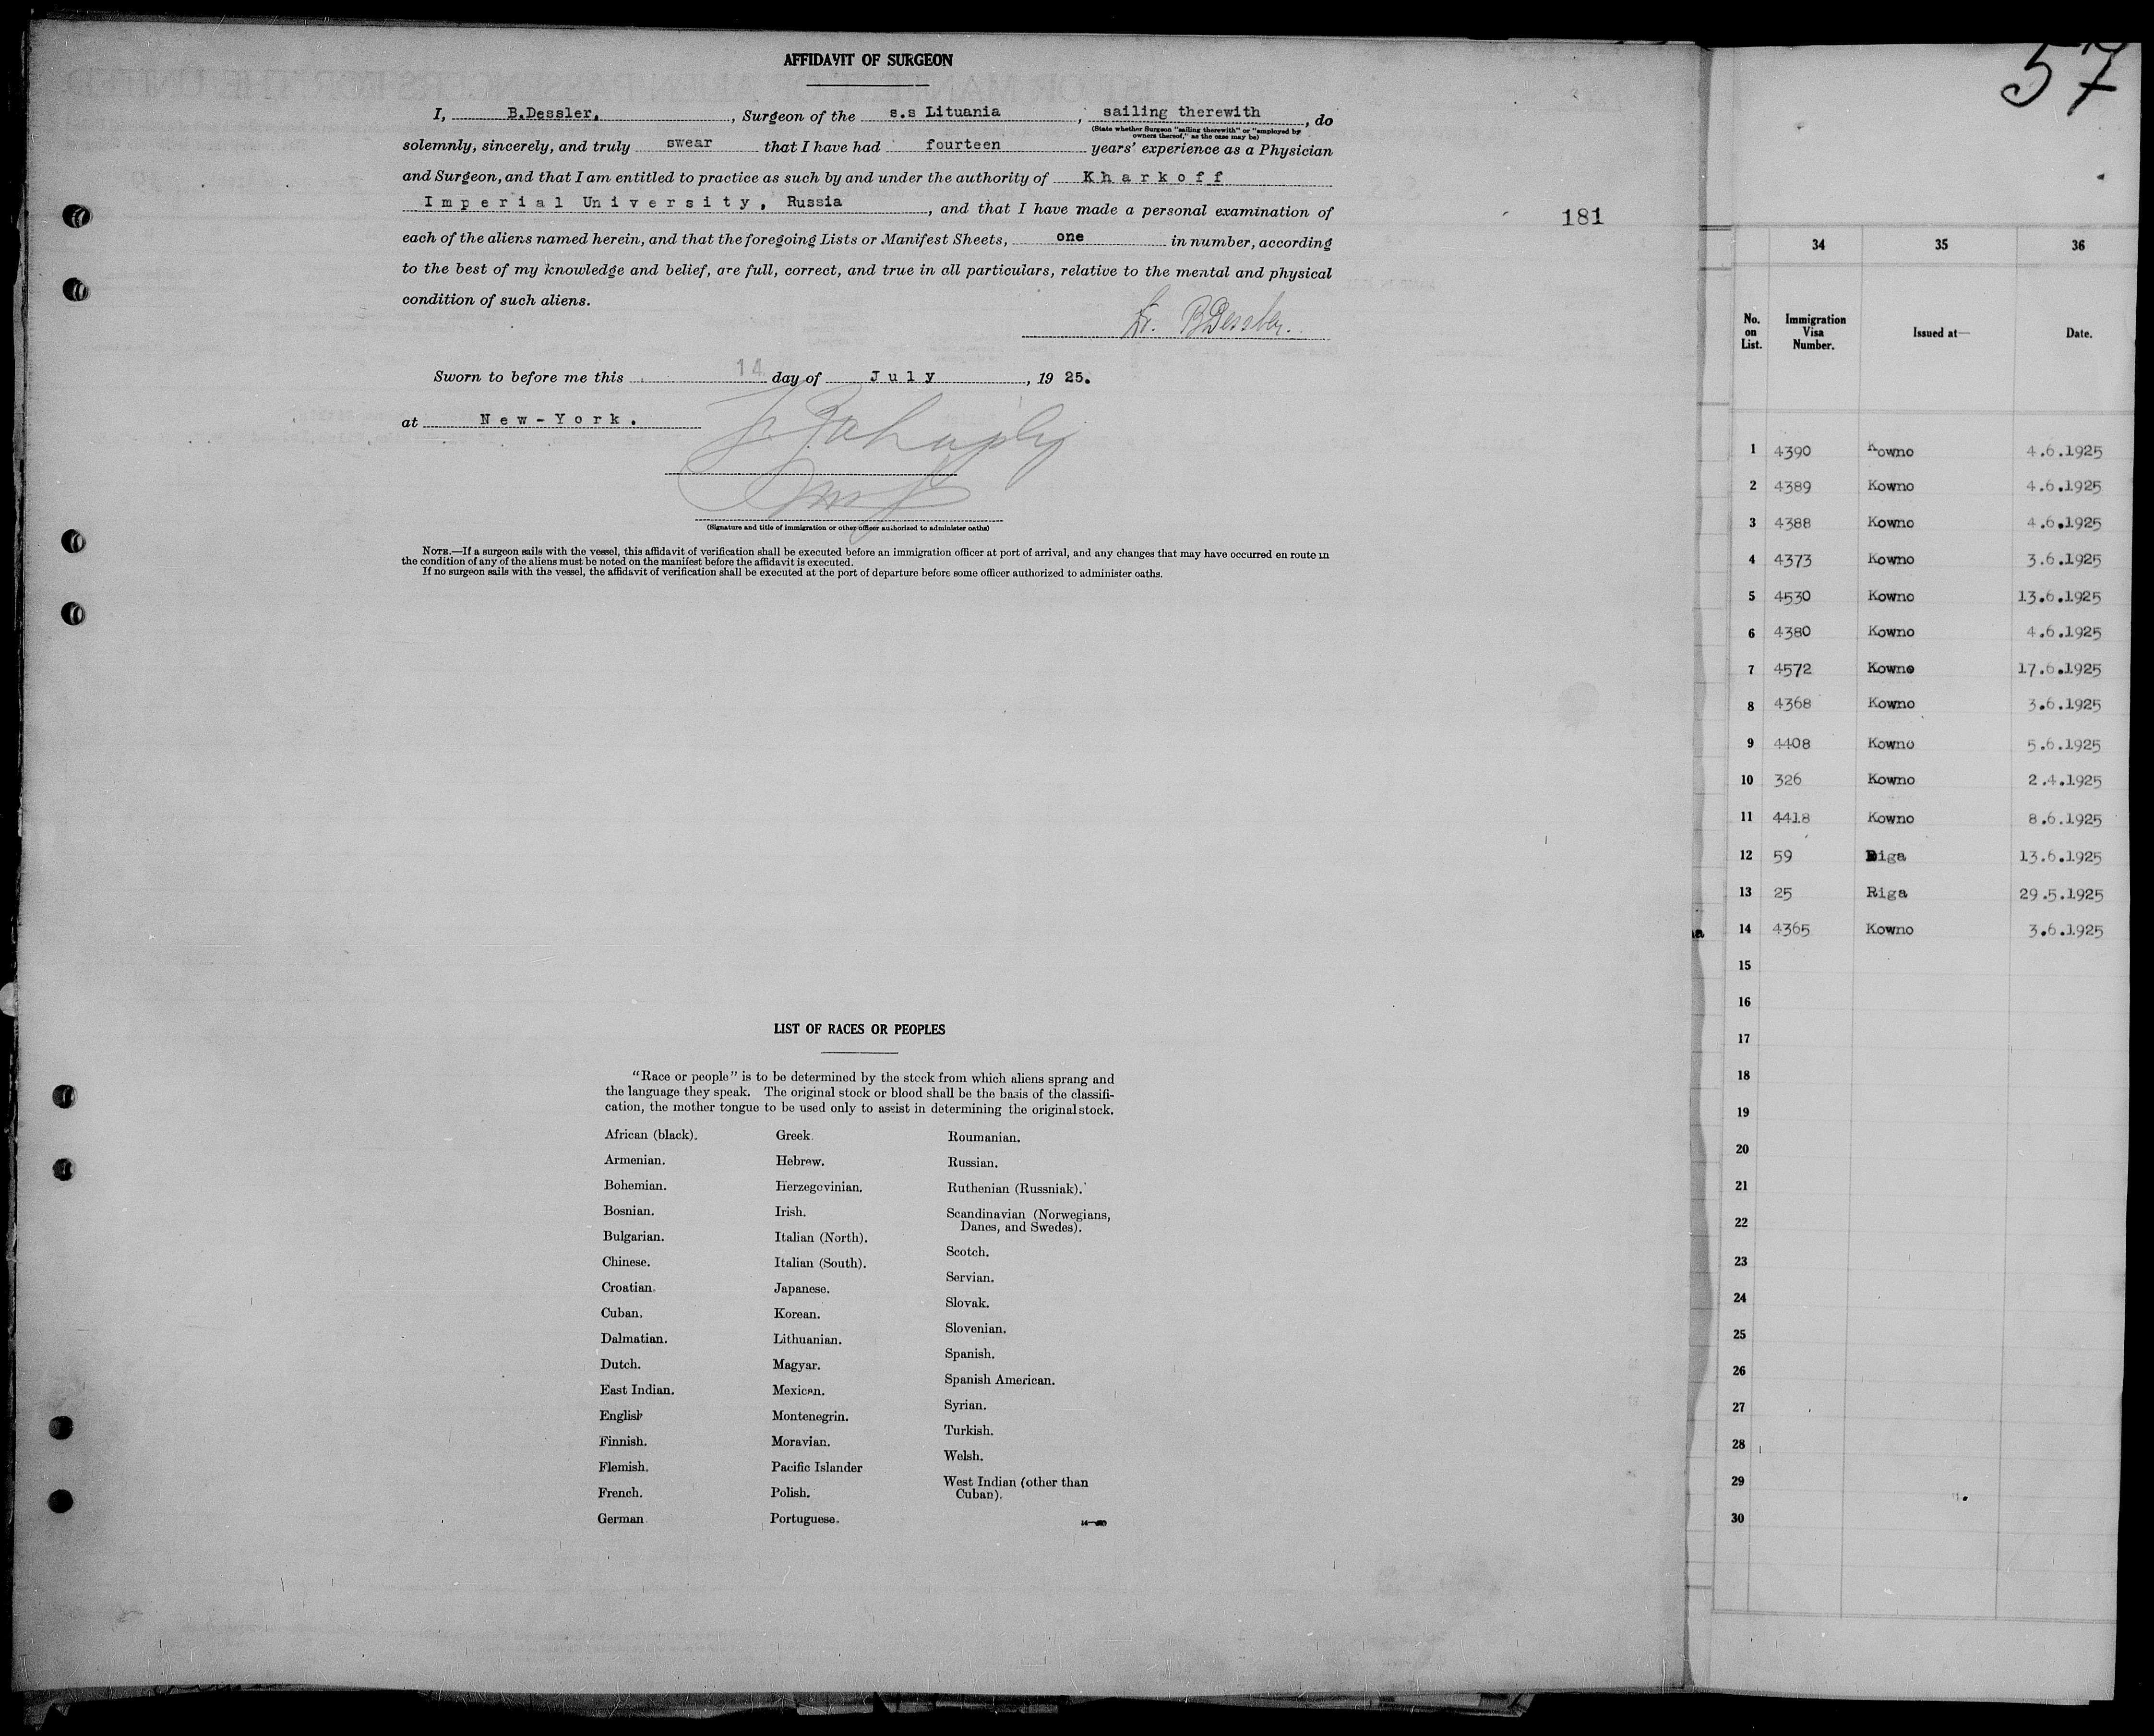 AFFIDAVIT OF SURGEON
I, B.Dessler. , Surgeon of the s.s Lituania , sailing therewith , do
(State whether Surgeon "sailing therewith" or "employed by
owners thereof," as the case may be)
solemnly, sincerely, and truly swear that I have had fourteen years' experience as a Physician
and Surgeon, and that I am entitled to practice as such by and under the authority of Kharkoff
Imperial University, Russia , and that I have made a personal examination of
each of the aliens named herein, and that the foregoing Lists or Manifest Sheets, one in number, according
to the best of my knowledge and belief, are full, correct, and true in all particulars, relative to the mental and physical
condition of such aliens.
Dr. BDessler.
Sworn to before me this 14 day of July , 19 25.
at New-York.
(Signature and title of immigration or other officer authorized to administer oaths)
NOTE.—If a surgeon sails with the vessel, this affidavit of verification shall be executed before an immigration officer at port of arrival, and any changes that may have occurred en route in
the condition of any of the aliens must be noted on the manifest before the affidavit is executed.
If no surgeon sails with the vessel, the affidavit of verification shall be executed at the port of departure before some officer authorized to administer oaths.
181
LIST OF RACES OR PEOPLES
"Race or people" is to be determined by the stock from which aliens sprang and
the language they speak. The original stock or blood shall be the basis of the classifi-
cation, the mother tongue to be used only to assist in determining the original stock.
African (black).
Armenian.
Bohemian.
Bosnian.
Bulgarian.
Chinese.
Croatian.
Cuban.
Dalmatian.
Dutch.
East Indian.
English
Finnish.
Flemish.
French.
German
Greek.
Hebrew.
Herzegovinian.
Irish.
Italian (North).
Italian (South).
Japanese.
Korean.
Lithuanian.
Magyar.
Mexican.
Montenegrin.
Moravian.
Pacific Islander
Polish.
Portuguese.
Roumanian.
Russian.
Ruthenian (Russniak).
Scandinavian (Norwegians,
Danes, and Swedes).
Scotch.
Servian.
Slovak.
Slovenian.
Spanish.
Spanish American.
Syrian.
Turkish.
Welsh.
West Indian (other than
Cuban).
57
34 35 36
No.
on
List.
Immigration
Visa
Number.
Issued at—
Date.
1 4390 Kowno 4.6.1925
2 4389 Kowno 4.6.1925
3 4388 Kowno 4.6.1925
4 4373 Kowno 3.6.1925
5 4530 Kowno 13.6.1925
6 4380 Kowno 4.6.1925
7 4572 Kowno 17.6.1925
8 4368 Kowno 3.6.1925
9 4408 Kowno 5.6.1925
10 326 Kowno 2.4.1925
11 4418 Kowno 8.6.1925
12 59 Riga 13.6.1925
13 25 Riga 29.5.1925
14 4365 Kowno 3.6.1925
15
16
17
18
19
20
21
22
23
24
25
26
27
28
29
30